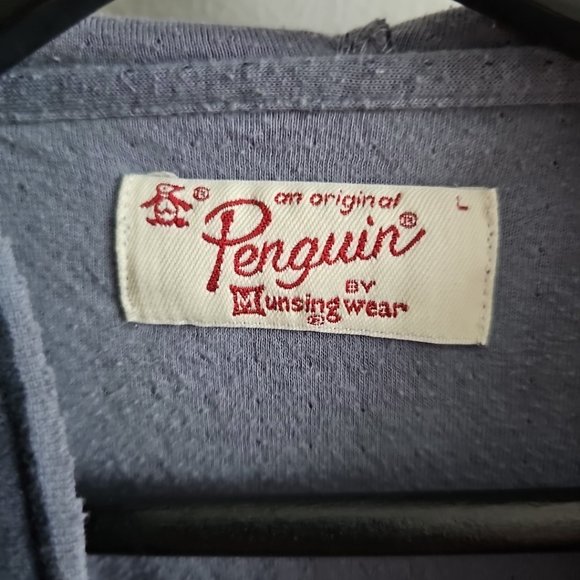 ® an original L
Penguin®
BY
Munsingwear
®